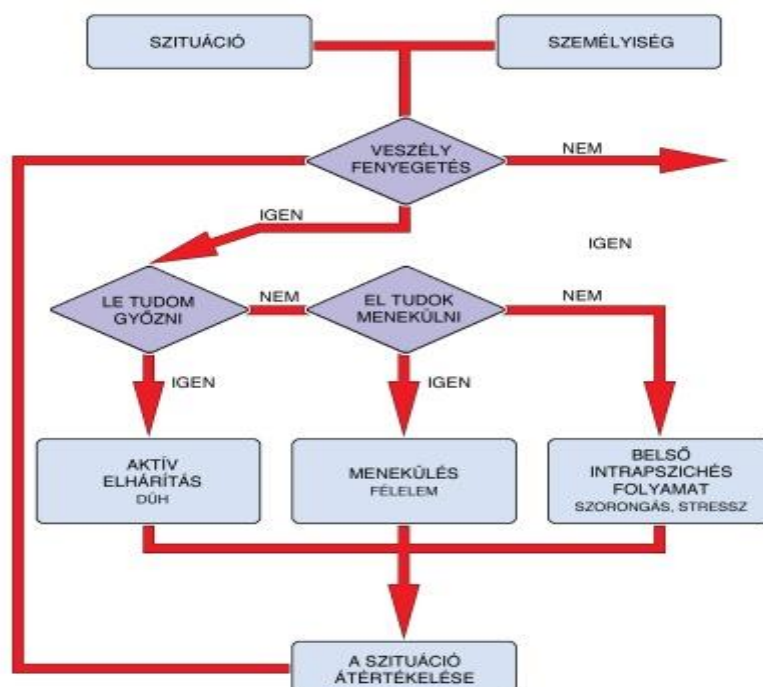 SZITUÁCIÓ
SZEMÉLYISÉG
VESZÉLY
FENYEGETÉS
NEM
IGEN
IGEN
LE TUDOM
GYŐZNI
NEM
EL TUDOK
MENEKÜLNI
NEM
IGEN
IGEN
AKTÍV
ELHÁRÍTÁS
DÜH
MENEKÜLÉS
FÉLELEM
BELSŐ
INTRAPSZICHÉS
FOLYAMAT
SZORONGÁS, STRESSZ
A SZITUÁCIÓ
ÁTÉRTÉKELÉSE